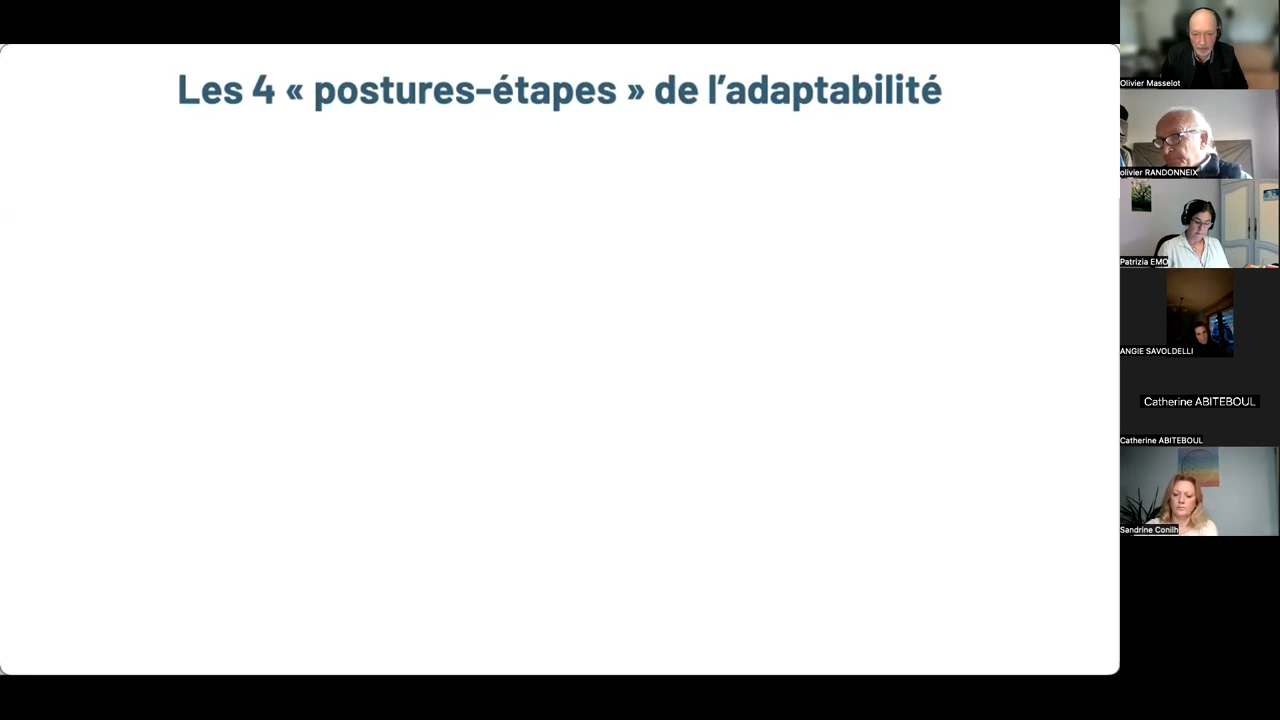 Les 4 « postures-étapes » de l’adaptabilité
Olivier Masselot
olivier RANDONNEIX
Patrizia EMO
ANGIE SAVOLDELLI
Catherine ABITEBOUL
Catherine ABITEBOUL
Sandrine Conilh